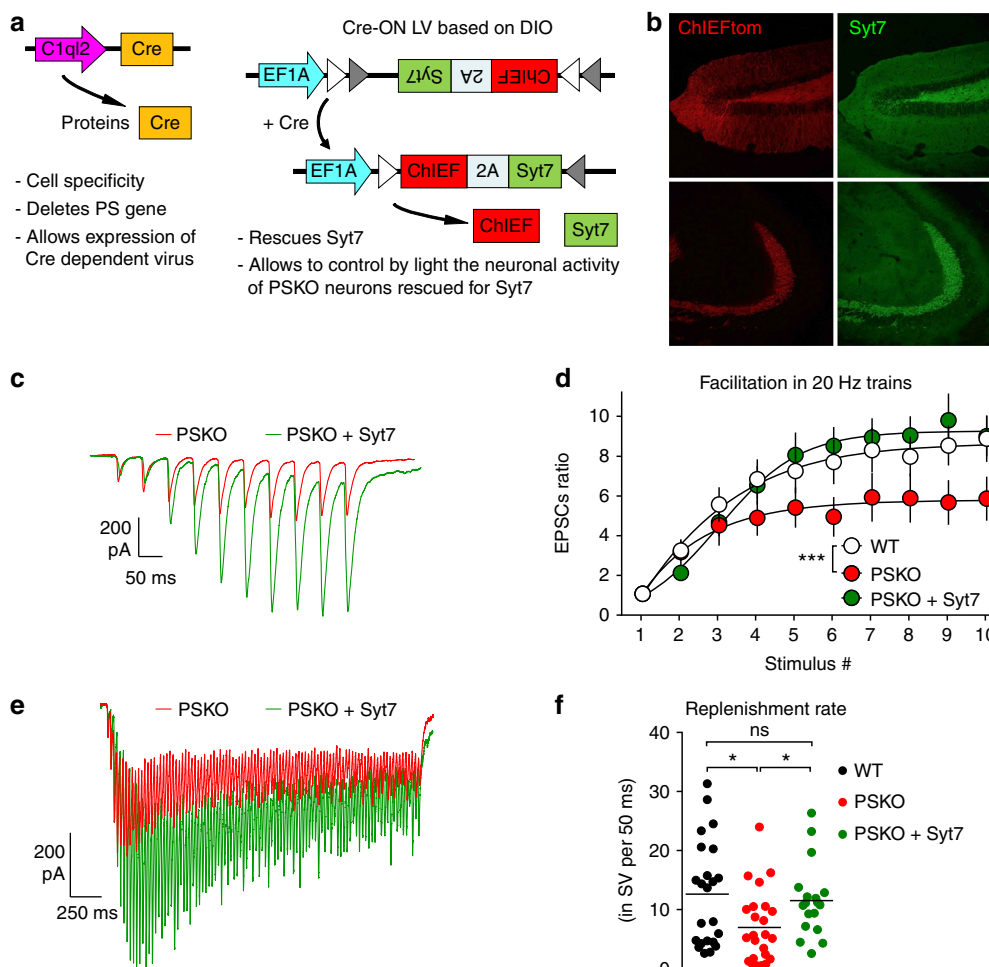 a
C1ql2
Cre
Proteins
Cre
- Cell specificity
- Deletes PS gene
- Allows expression of
Cre dependent virus
Cre-ON LV based on DIO
EF1A
Syt7
2A
ChIEF
+ Cre
EF1A
ChIEF
2A
Syt7
ChIEF
Syt7
- Rescues Syt7
- Allows to control by light the neuronal activity
of PSKO neurons rescued for Syt7
b
ChIEFtom
Syt7
c
PSKO
PSKO + Syt7
200
pA
50 ms
d
Facilitation in 20 Hz trains
10
8
6
4
2
0
EPSCs ratio
***
WT
PSKO
PSKO + Syt7
1 2 3 4 5 6 7 8 9 10
Stimulus #
e
PSKO
PSKO + Syt7
200
pA
250 ms
f
Replenishment rate
ns
* *
40
30
20
10
0
(in SV per 50 ms)
WT
PSKO
PSKO + Syt7